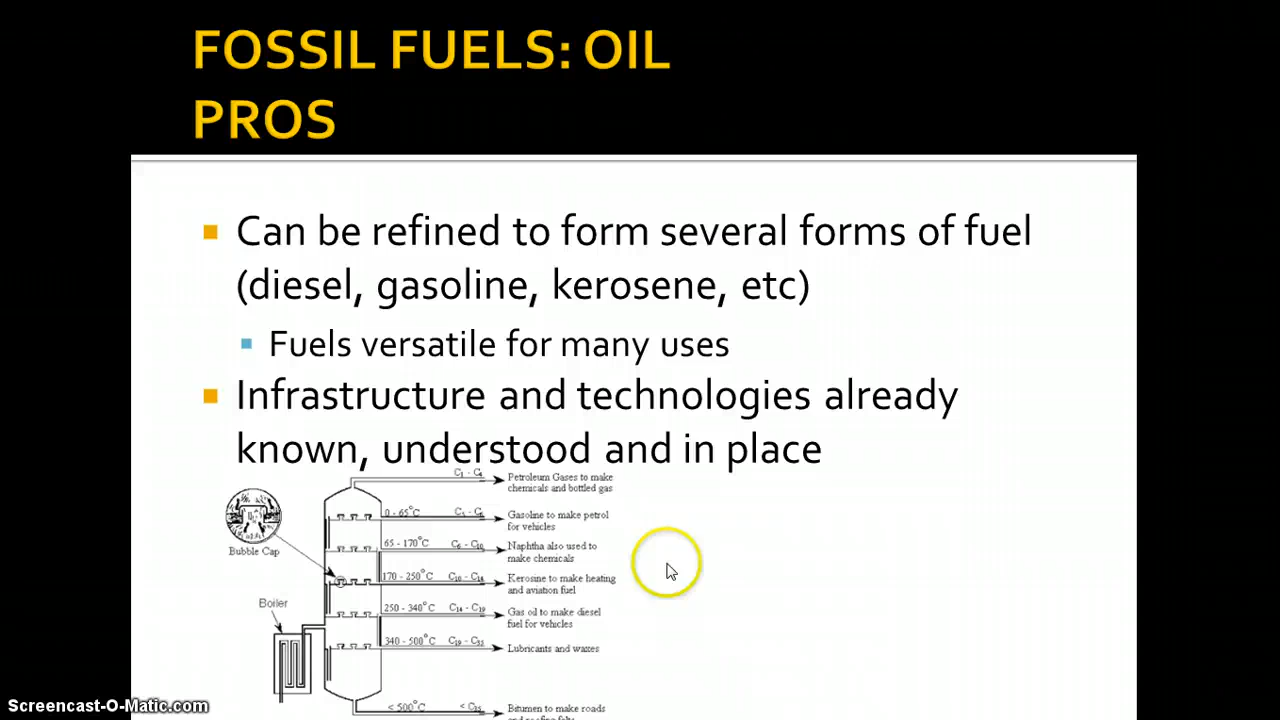 FOSSIL FUELS: OIL
PROS
Can be refined to form several forms of fuel
(diesel, gasoline, kerosene, etc)
Fuels versatile for many uses
Infrastructure and technologies already
known, understood and in place
C1 - C4
Petroleum Gases to make
chemicals and bottled gas
0 - 65°C
Gasoline to make petrol
for vehicles
Bubble Cap
65 - 170°C
Naphtha also used to
make chemicals
170 - 250°C
Kerosine to make heating
and aviation fuel
Boiler
250 - 340°C
Gas oil to make diesel
fuel for vehicles
340 - 500°C
Lubricants and waxes
< 500°C
Bitumen to make roads
Screencast-O-Matic.com